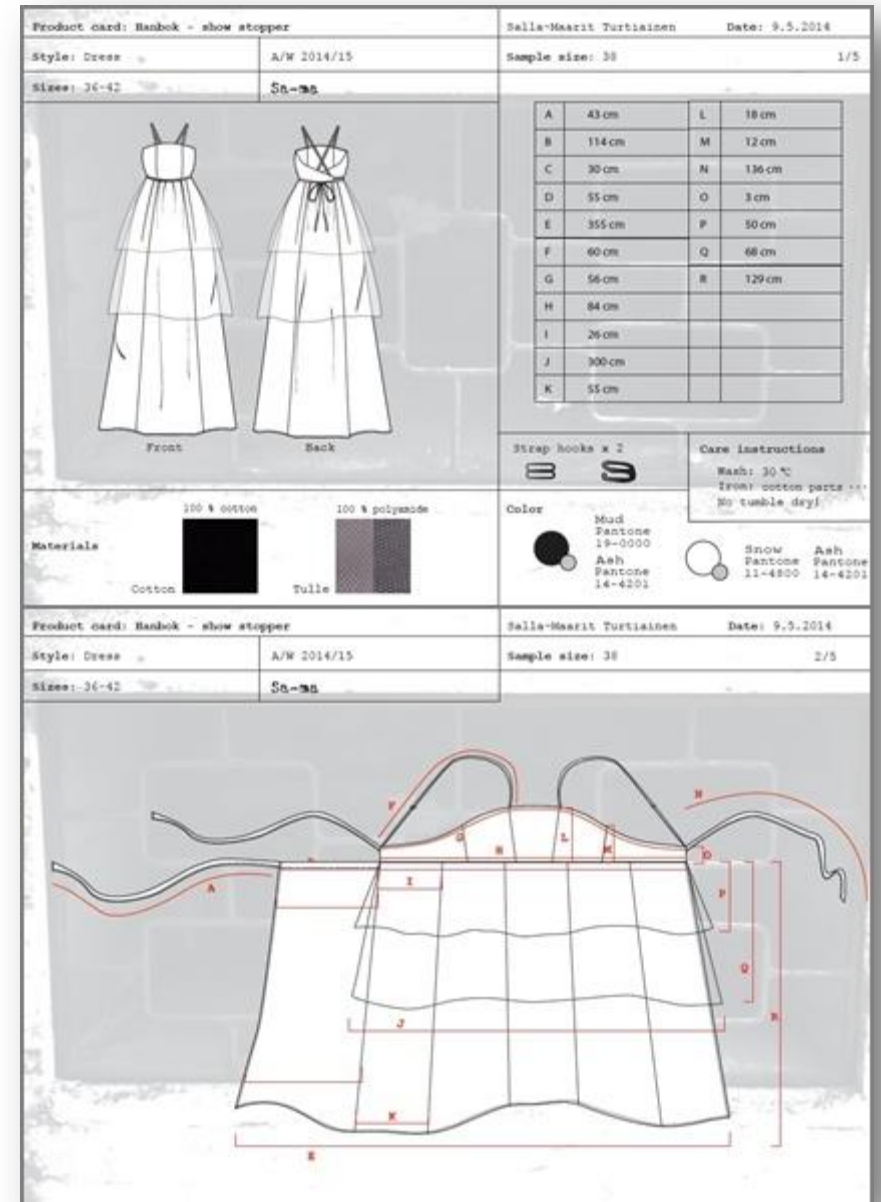 Product card: Hanbok - show stopper
Salla-Maarit Turtiainen
Date: 9.5.2014
Style: Dress
A/W 2014/15
Sample size: 38
1/5
Sizes: 36-42
Sa-ma
A 43 cm L 18 cm
B 114 cm M 12 cm
C 30 cm N 136 cm
D 55 cm O 3 cm
E 355 cm P 50 cm
F 60 cm Q 68 cm
G 56 cm R 129 cm
H 84 cm
I 26 cm
J 300 cm
K 55 cm
Front
Back
Strap hooks x 2
Care instructions
Wash: 30 °C
Iron: cotton parts ...
No tumble dry!
Materials
100 % cotton
Cotton
100 % polyamide
Tulle
Color
Mud
Pantone
19-0000
Ash
Pantone
14-4201
Snow
Pantone
11-4800
Ash
Pantone
14-4201
Product card: Hanbok - show stopper
Salla-Maarit Turtiainen
Date: 9.5.2014
Style: Dress
A/W 2014/15
Sample size: 38
2/5
Sizes: 36-42
Sa-ma
F
G
H
L
O
A
I
P
Q
R
J
K
E